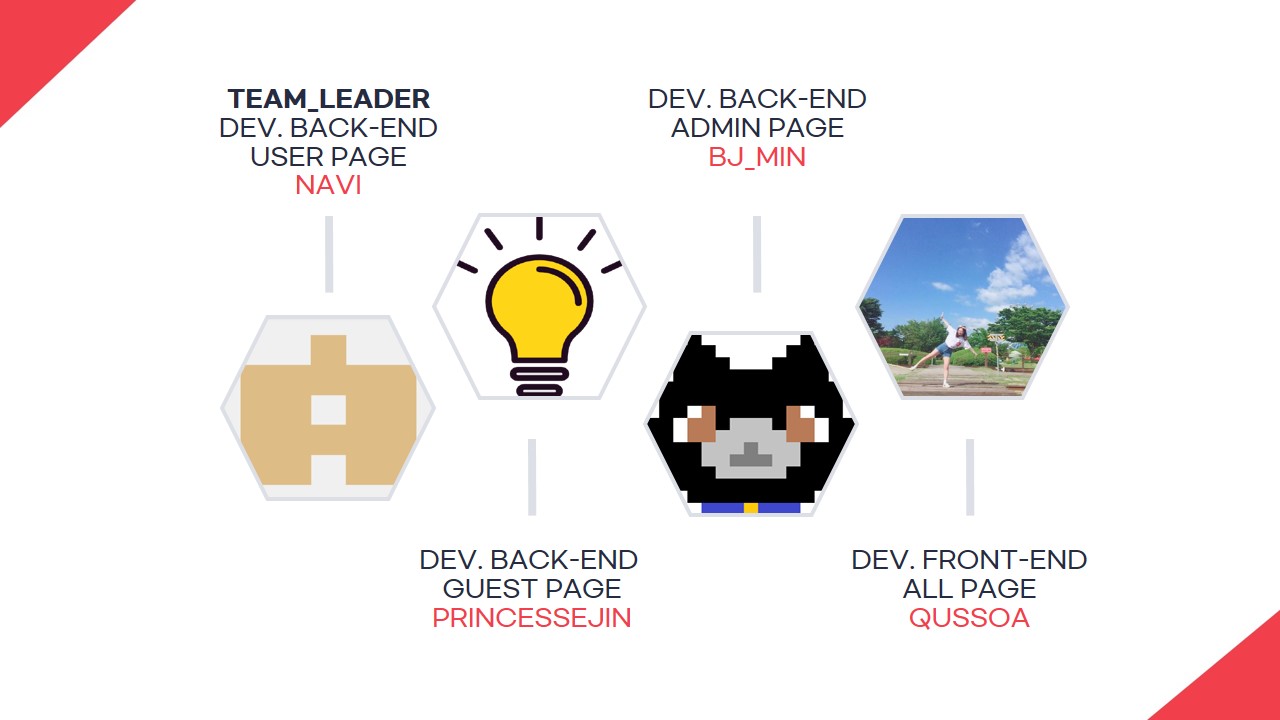 TEAM_LEADER
DEV. BACK-END
USER PAGE
NAVI
DEV. BACK-END
ADMIN PAGE
BJ_MIN
DEV. BACK-END
GUEST PAGE
PRINCESSEJIN
DEV. FRONT-END
ALL PAGE
QUSSOA